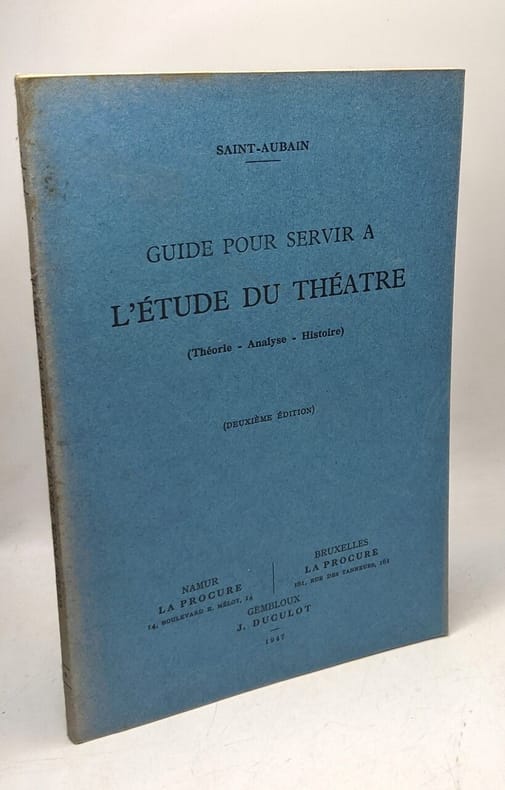 SAINT-AUBAIN
GUIDE POUR SERVIR A
L'ÉTUDE DU THÉATRE
(Théorie - Analyse - Histoire)
(DEUXIÈME ÉDITION)
NAMUR
LA PROCURE
14, BOULEVARD E. MÉLOT, 14
BRUXELLES
LA PROCURE
161, RUE DES TANNEURS, 161
GEMBLOUX
J. DUCULOT
1947